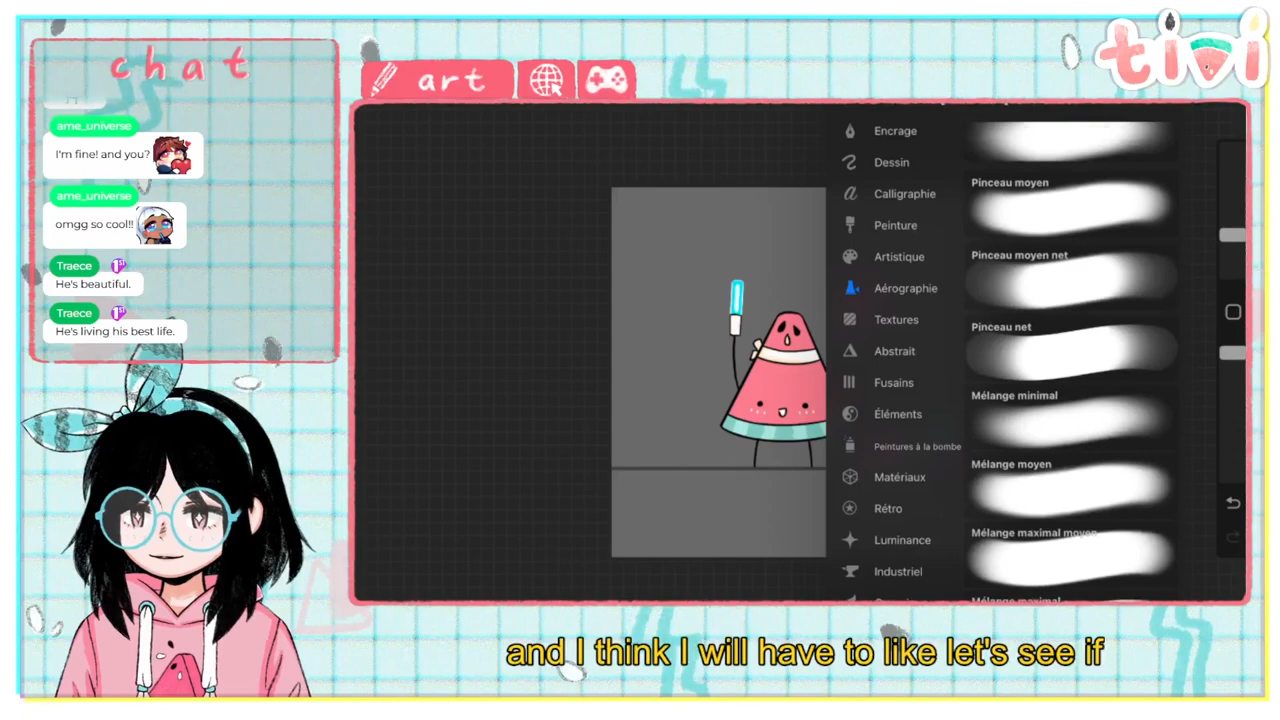 tivi
chat
ame_universe
I'm fine! and you?
ame_universe
omgg so cool!!
Traece
He's beautiful.
Traece
He's living his best life.
art
Encrage
Dessin
Calligraphie
Peinture
Artistique
Aérographie
Textures
Abstrait
Fusains
Éléments
Peintures à la bombe
Matériaux
Rétro
Luminance
Industriel
Pinceau moyen
Pinceau moyen net
Pinceau net
Mélange minimal
Mélange moyen
Mélange maximal moyen
Mélange maximal
and I think I will have to like let's see if